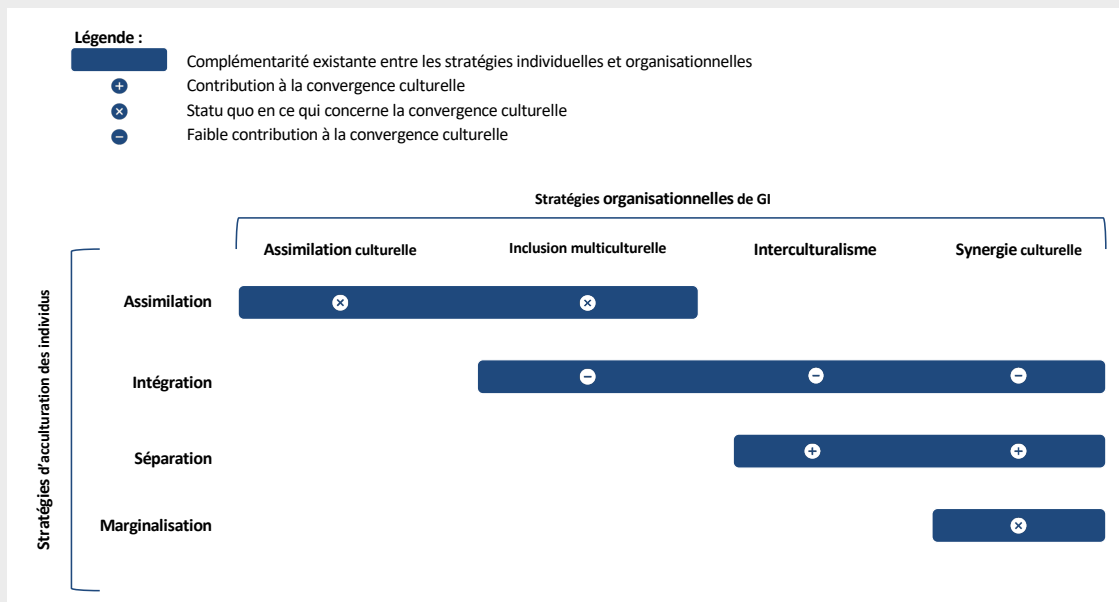 Légende :
Complémentarité existante entre les stratégies individuelles et organisationnelles
Contribution à la convergence culturelle
Statu quo en ce qui concerne la convergence culturelle
Faible contribution à la convergence culturelle
Stratégies organisationnelles de GI
Assimilation culturelle
Inclusion multiculturelle
Interculturalisme
Synergie culturelle
Stratégies d'acculturation des individus
Assimilation
Intégration
Séparation
Marginalisation